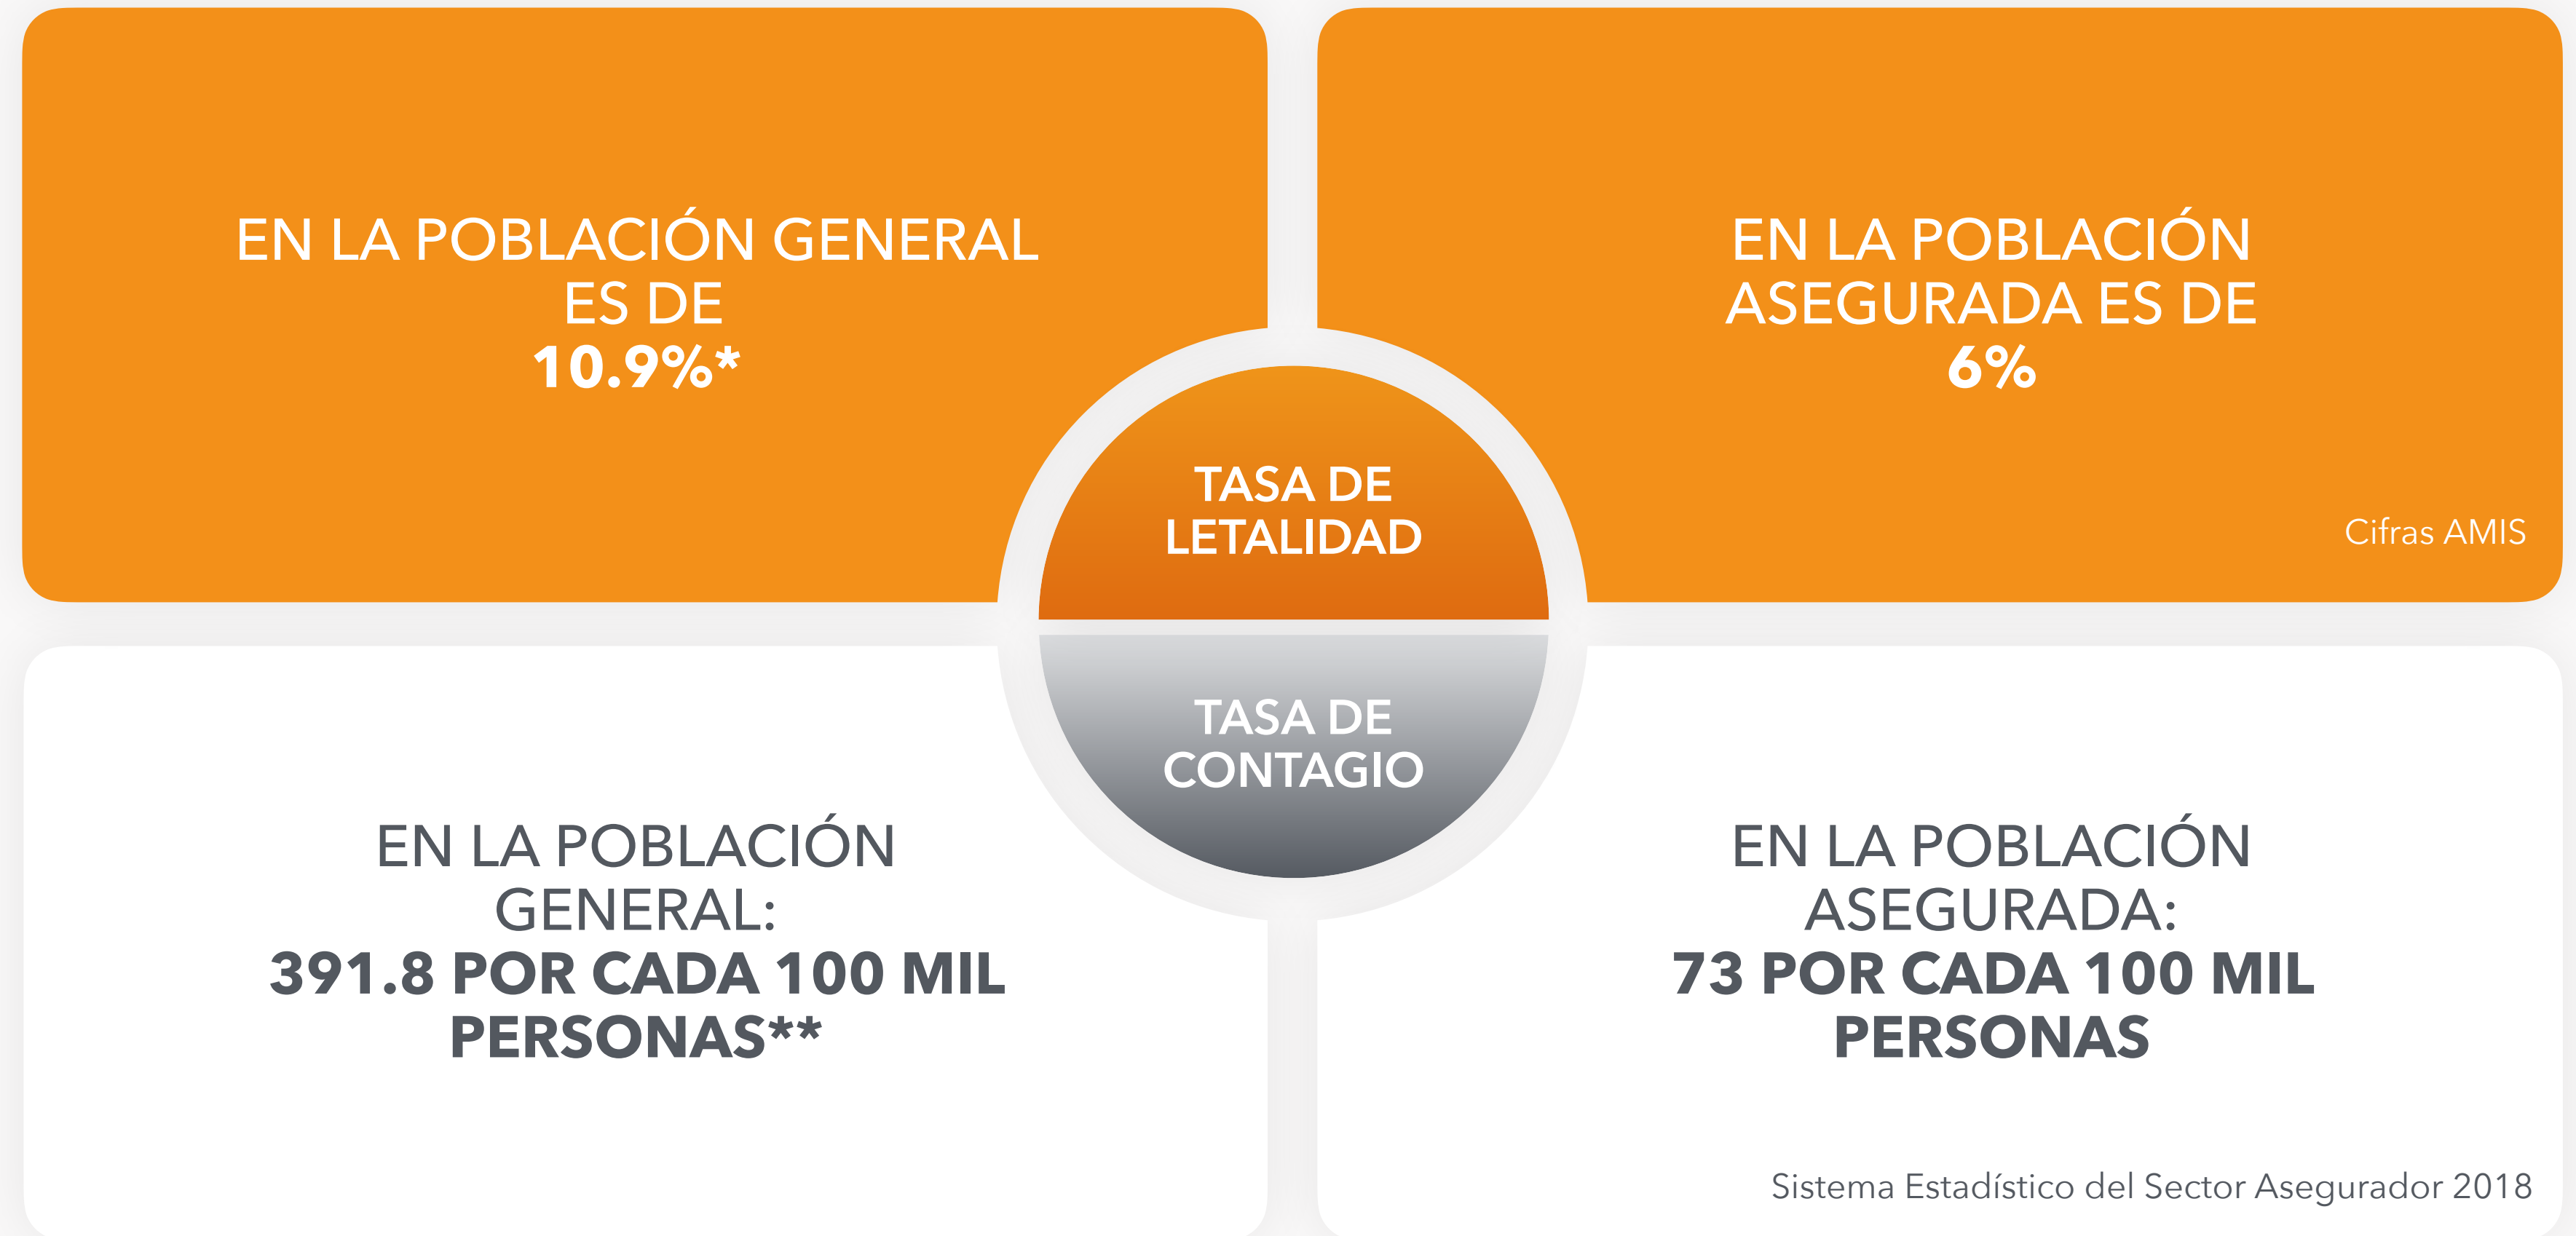 EN LA POBLACIÓN GENERAL
ES DE
10.9%*
EN LA POBLACIÓN
ASEGURADA ES DE
6%
Cifras AMIS
TASA DE
LETALIDAD
TASA DE
CONTAGIO
EN LA POBLACIÓN
GENERAL:
391.8 POR CADA 100 MIL
PERSONAS**
EN LA POBLACIÓN
ASEGURADA:
73 POR CADA 100 MIL
PERSONAS
Sistema Estadístico del Sector Asegurador 2018